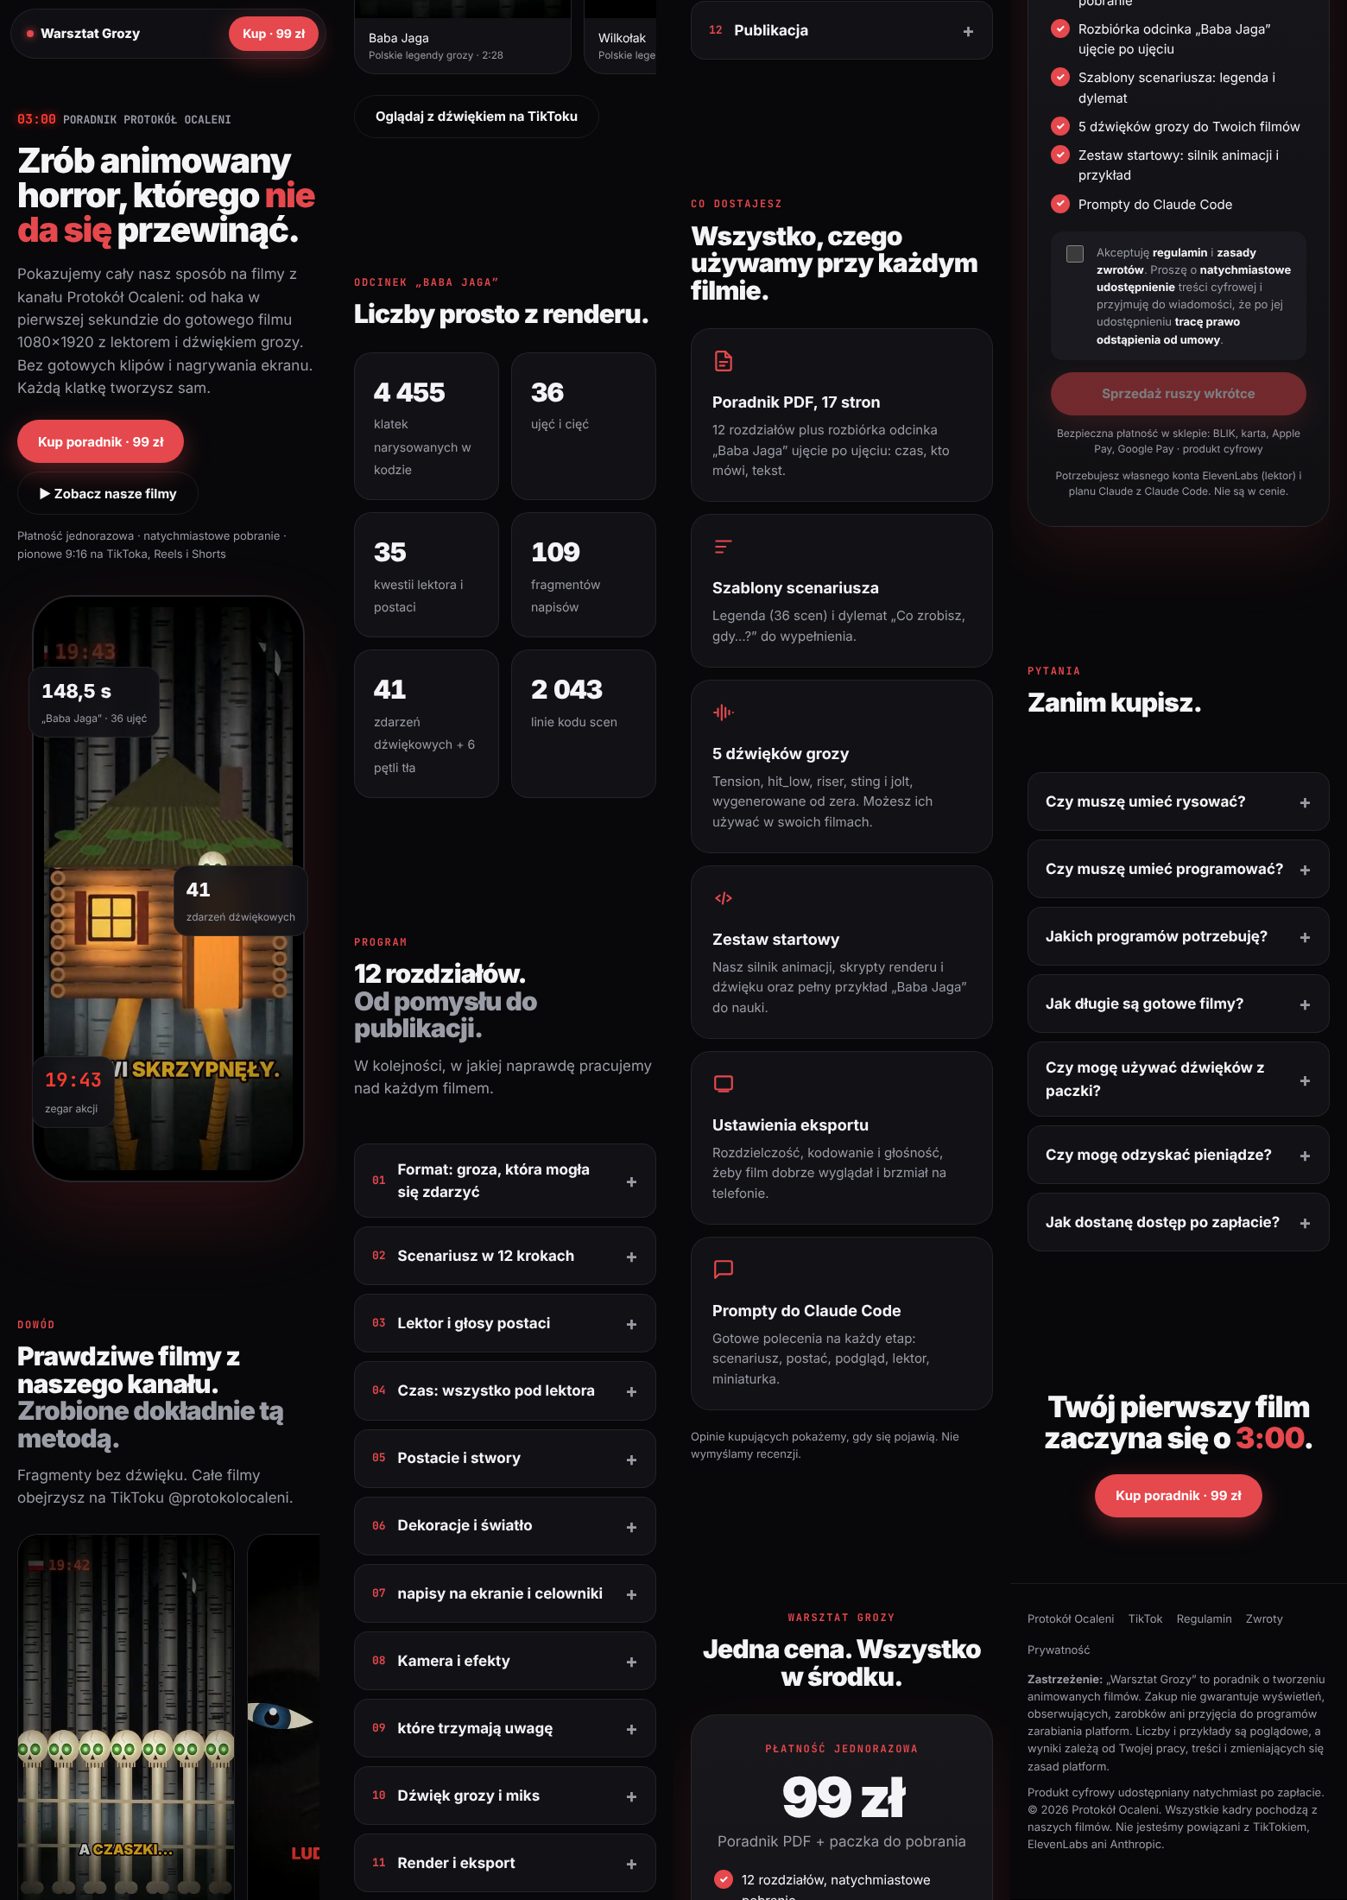 Warsztat Grozy
Kup · 99 zł
03:00 PORADNIK PROTOKÓŁ OCALENI
Zrób animowany
horror, którego nie
da się przewinąć.
Pokazujemy cały nasz sposób na filmy z
kanału Protokół Ocaleni: od haka w
pierwszej sekundzie do gotowego filmu
1080×1920 z lektorem i dźwiękiem grozy.
Bez gotowych klipów i nagrywania ekranu.
Każdą klatkę tworzysz sam.
Kup poradnik · 99 zł
▶ Zobacz nasze filmy
Płatność jednorazowa · natychmiastowe pobranie ·
pionowe 9:16 na TikToka, Reels i Shorts
19:43
148,5 s
„Baba Jaga” · 36 ujęć
41
zdarzeń dźwiękowych
WI SKRZYPNĘŁY.
19:43
zegar akcji
DOWÓD
Prawdziwe filmy z
naszego kanału.
Zrobione dokładnie tą
metodą.
Fragmenty bez dźwięku. Całe filmy
obejrzysz na TikToku @protokolocaleni.
19:42
A CZASZKI...
LUD
Baba Jaga
Polskie legendy grozy · 2:28
Wilkołak
Polskie lege
Oglądaj z dźwiękiem na TikToku
ODCINEK „BABA JAGA”
Liczby prosto z renderu.
4 455
klatek
narysowanych w
kodzie
36
ujęć i cięć
35
kwestii lektora i
postaci
109
fragmentów
napisów
41
zdarzeń
dźwiękowych + 6
pętli tła
2 043
linie kodu scen
PROGRAM
12 rozdziałów.
Od pomysłu do
publikacji.
W kolejności, w jakiej naprawdę pracujemy
nad każdym filmem.
01 Format: groza, która mogła
się zdarzyć +
02 Scenariusz w 12 krokach +
03 Lektor i głosy postaci +
04 Czas: wszystko pod lektora +
05 Postacie i stwory +
06 Dekoracje i światło +
07 napisy na ekranie i celowniki +
08 Kamera i efekty +
09 które trzymają uwagę +
10 Dźwięk grozy i miks +
11 Render i eksport +
12 Publikacja +
CO DOSTAJESZ
Wszystko, czego
używamy przy każdym
filmie.
Poradnik PDF, 17 stron
12 rozdziałów plus rozbiórka odcinka
„Baba Jaga” ujęcie po ujęciu: czas, kto
mówi, tekst.
Szablony scenariusza
Legenda (36 scen) i dylemat „Co zrobisz,
gdy...?” do wypełnienia.
5 dźwięków grozy
Tension, hit_low, riser, sting i jolt,
wygenerowane od zera. Możesz ich
używać w swoich filmach.
Zestaw startowy
Nasz silnik animacji, skrypty renderu i
dźwięku oraz pełny przykład „Baba Jaga”
do nauki.
Ustawienia eksportu
Rozdzielczość, kodowanie i głośność,
żeby film dobrze wyglądał i brzmiał na
telefonie.
Prompty do Claude Code
Gotowe polecenia na każdy etap:
scenariusz, postać, podgląd, lektor,
miniaturka.
Opinie kupujących pokażemy, gdy się pojawią. Nie
wymyślamy recenzji.
WARSZTAT GROZY
Jedna cena. Wszystko
w środku.
PŁATNOŚĆ JEDNORAZOWA
99 zł
Poradnik PDF + paczka do pobrania
12 rozdziałów, natychmiastowe
pobranie
Rozbiórka odcinka „Baba Jaga”
ujęcie po ujęciu
Szablony scenariusza: legenda i
dylemat
5 dźwięków grozy do Twoich filmów
Zestaw startowy: silnik animacji i
przykład
Prompty do Claude Code
Akceptuję regulamin i zasady
zwrotów. Proszę o natychmiastowe
udostępnienie treści cyfrowej i
przyjmuję do wiadomości, że po jej
udostępnieniu tracę prawo
odstąpienia od umowy.
Sprzedaż ruszy wkrótce
Bezpieczna płatność w sklepie: BLIK, karta, Apple
Pay, Google Pay · produkt cyfrowy
Potrzebujesz własnego konta ElevenLabs (lektor) i
planu Claude z Claude Code. Nie są w cenie.
PYTANIA
Zanim kupisz.
Czy muszę umieć rysować? +
Czy muszę umieć programować? +
Jakich programów potrzebuję? +
Jak długie są gotowe filmy? +
Czy mogę używać dźwięków z
paczki? +
Czy mogę odzyskać pieniądze? +
Jak dostanę dostęp po zapłacie? +
Twój pierwszy film
zaczyna się o 3:00.
Kup poradnik · 99 zł
Protokół Ocaleni TikTok Regulamin Zwroty
Prywatność
Zastrzeżenie: „Warsztat Grozy” to poradnik o tworzeniu
animowanych filmów. Zakup nie gwarantuje wyświetleń,
obserwujących, zarobków ani przyjęcia do programów
zarabiania platform. Liczby i przykłady są poglądowe, a
wyniki zależą od Twojej pracy, treści i zmieniających się
zasad platform.
Produkt cyfrowy udostępniany natychmiast po zapłacie.
© 2026 Protokół Ocaleni. Wszystkie kadry pochodzą z
naszych filmów. Nie jesteśmy powiązani z TikTokiem,
ElevenLabs ani Anthropic.